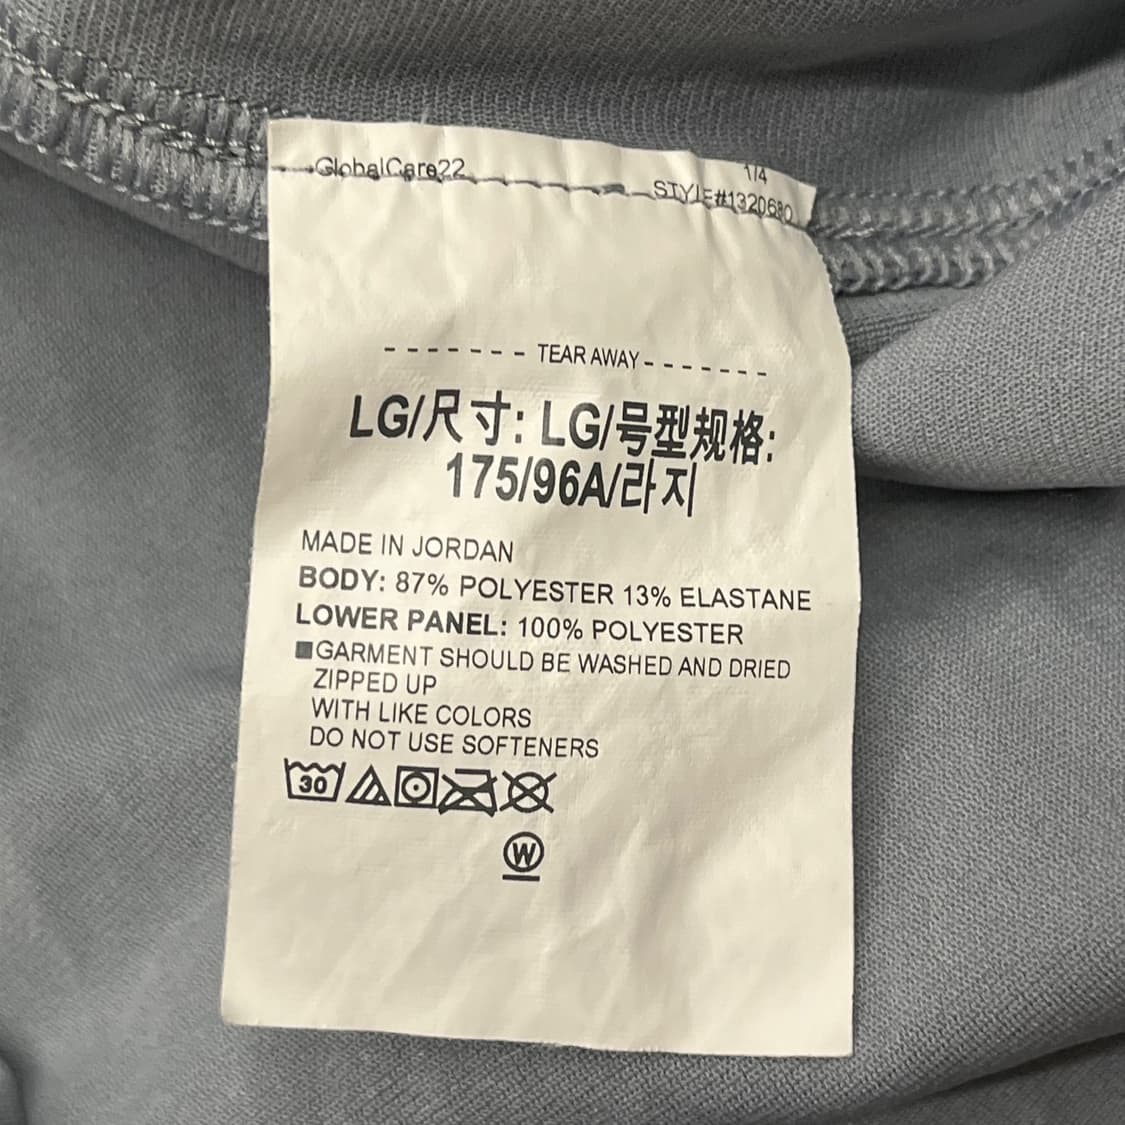 GlobalCare22
1/4
STYLE#1320680
TEAR AWAY
LG/尺寸: LG/号型规格:
175/96A/라지
MADE IN JORDAN
BODY: 87% POLYESTER 13% ELASTANE
LOWER PANEL: 100% POLYESTER
■GARMENT SHOULD BE WASHED AND DRIED
ZIPPED UP
WITH LIKE COLORS
DO NOT USE SOFTENERS
30
W